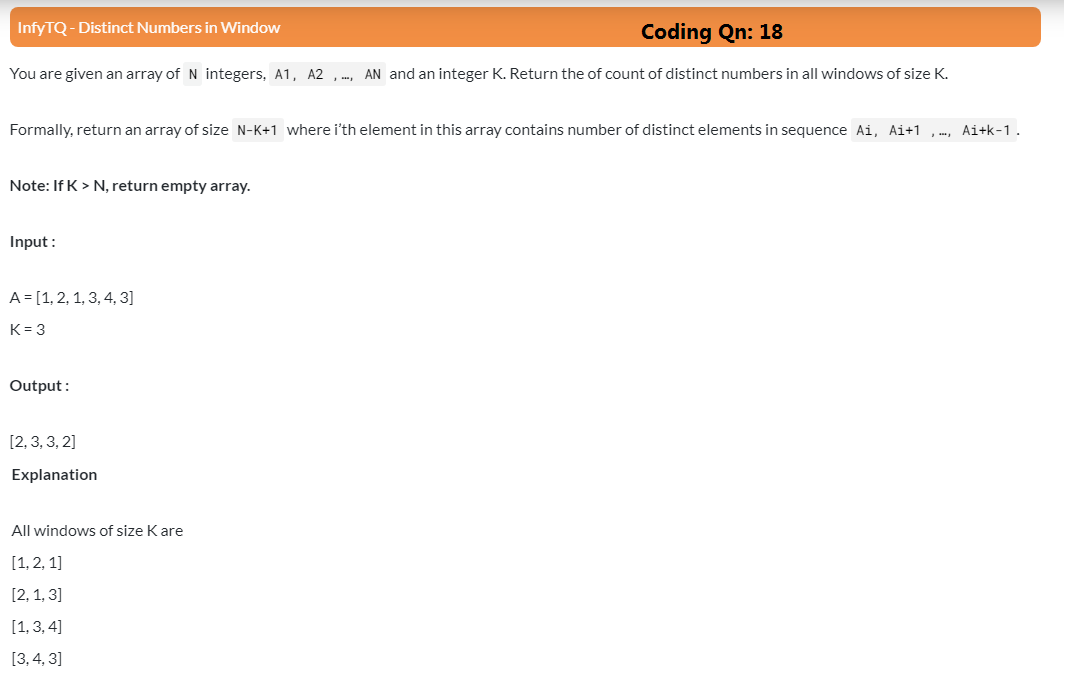 InfyTQ - Distinct Numbers in Window
Coding Qn: 18
You are given an array of N integers, A1, A2 ,…, AN and an integer K. Return the of count of distinct numbers in all windows of size K.
Formally, return an array of size N-K+1 where i’th element in this array contains number of distinct elements in sequence Ai, Ai+1 ,…, Ai+k-1 .
Note: If K > N, return empty array.
Input :
A = [1, 2, 1, 3, 4, 3]
K = 3
Output :
[2, 3, 3, 2]
Explanation
All windows of size K are
[1, 2, 1]
[2, 1, 3]
[1, 3, 4]
[3, 4, 3]